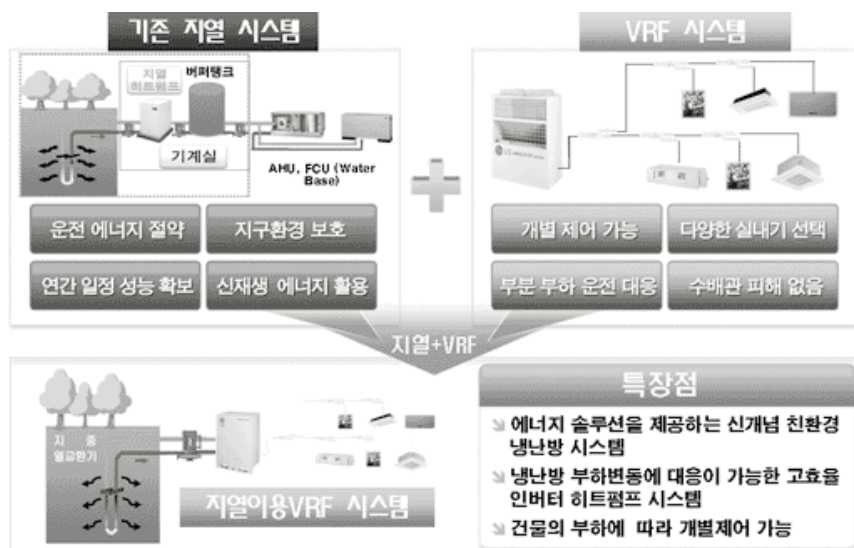 기존 지열 시스템
지열
히트펌프
버퍼탱크
기계실
AHU, FCU (Water
Base)
운전 에너지 절약
지구환경 보호
연간 일정 성능 확보
신재생 에너지 활용
VRF 시스템
개별 제어 가능
다양한 실내기 선택
부분 부하 운전 대응
수배관 피해 없음
지열+VRF
지 중
열교환기
지열이용VRF 시스템
특장점
에너지 솔루션을 제공하는 신개념 친환경
냉난방 시스템
냉난방 부하변동에 대응이 가능한 고효율
인버터 히트펌프 시스템
건물의 부하에 따라 개별제어 가능